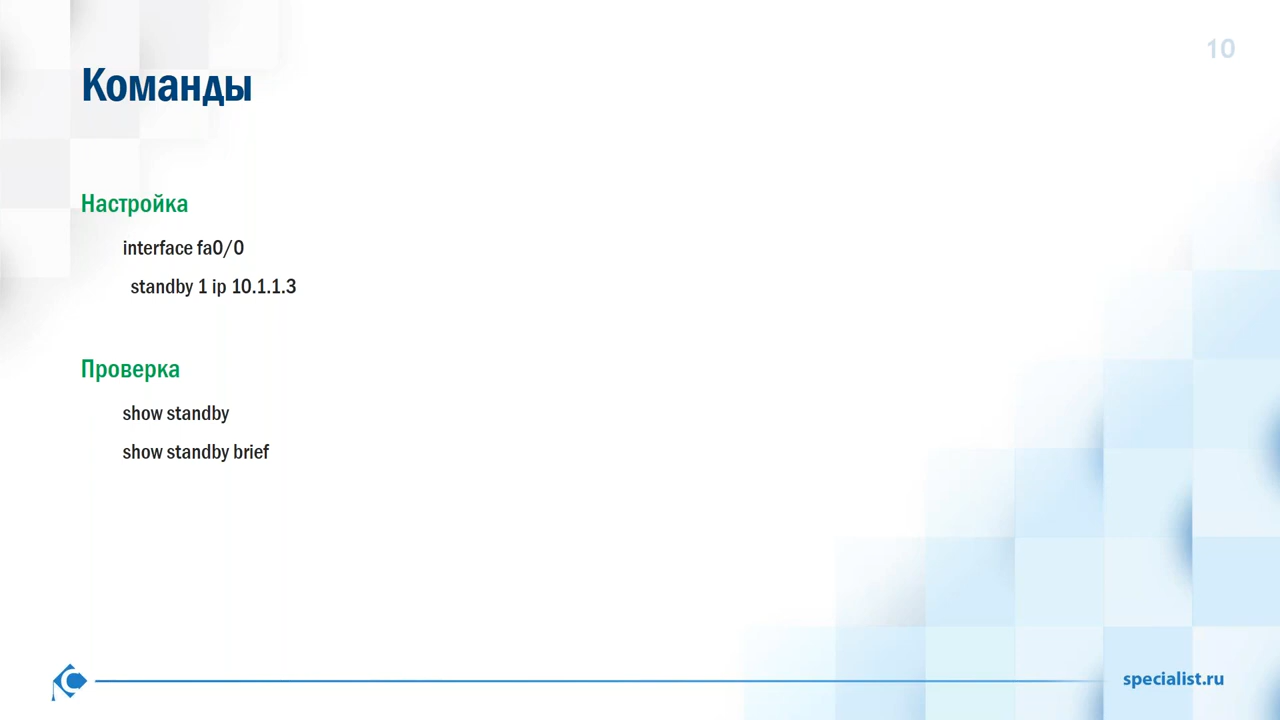 10
Команды
Настройка
interface fa0/0
standby 1 ip 10.1.1.3
Проверка
show standby
show standby brief
specialist.ru